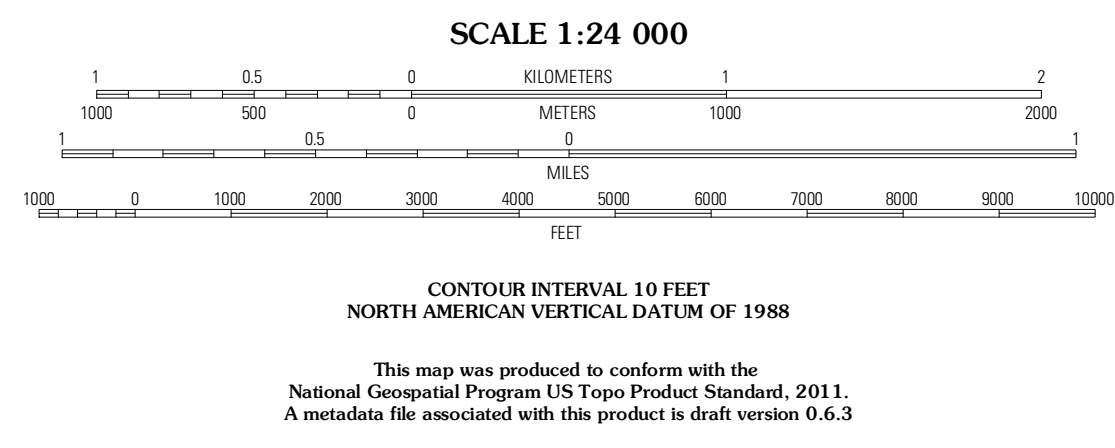 SCALE 1:24 000
1 0.5 0 KILOMETERS 1 2
1000 500 0 METERS 1000 2000
1 0.5 0 1
MILES
1000 0 1000 2000 3000 4000 5000 6000 7000 8000 9000 10000
FEET
CONTOUR INTERVAL 10 FEET
NORTH AMERICAN VERTICAL DATUM OF 1988
This map was produced to conform with the
National Geospatial Program US Topo Product Standard, 2011.
A metadata file associated with this product is draft version 0.6.3